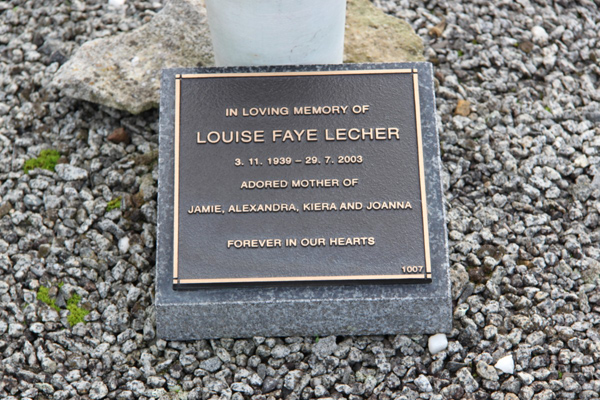 IN LOVING MEMORY OF
LOUISE FAYE LECHER
3. 11. 1939 – 29. 7. 2003
ADORED MOTHER OF
JAMIE, ALEXANDRA, KIERA AND JOANNA
FOREVER IN OUR HEARTS
1007